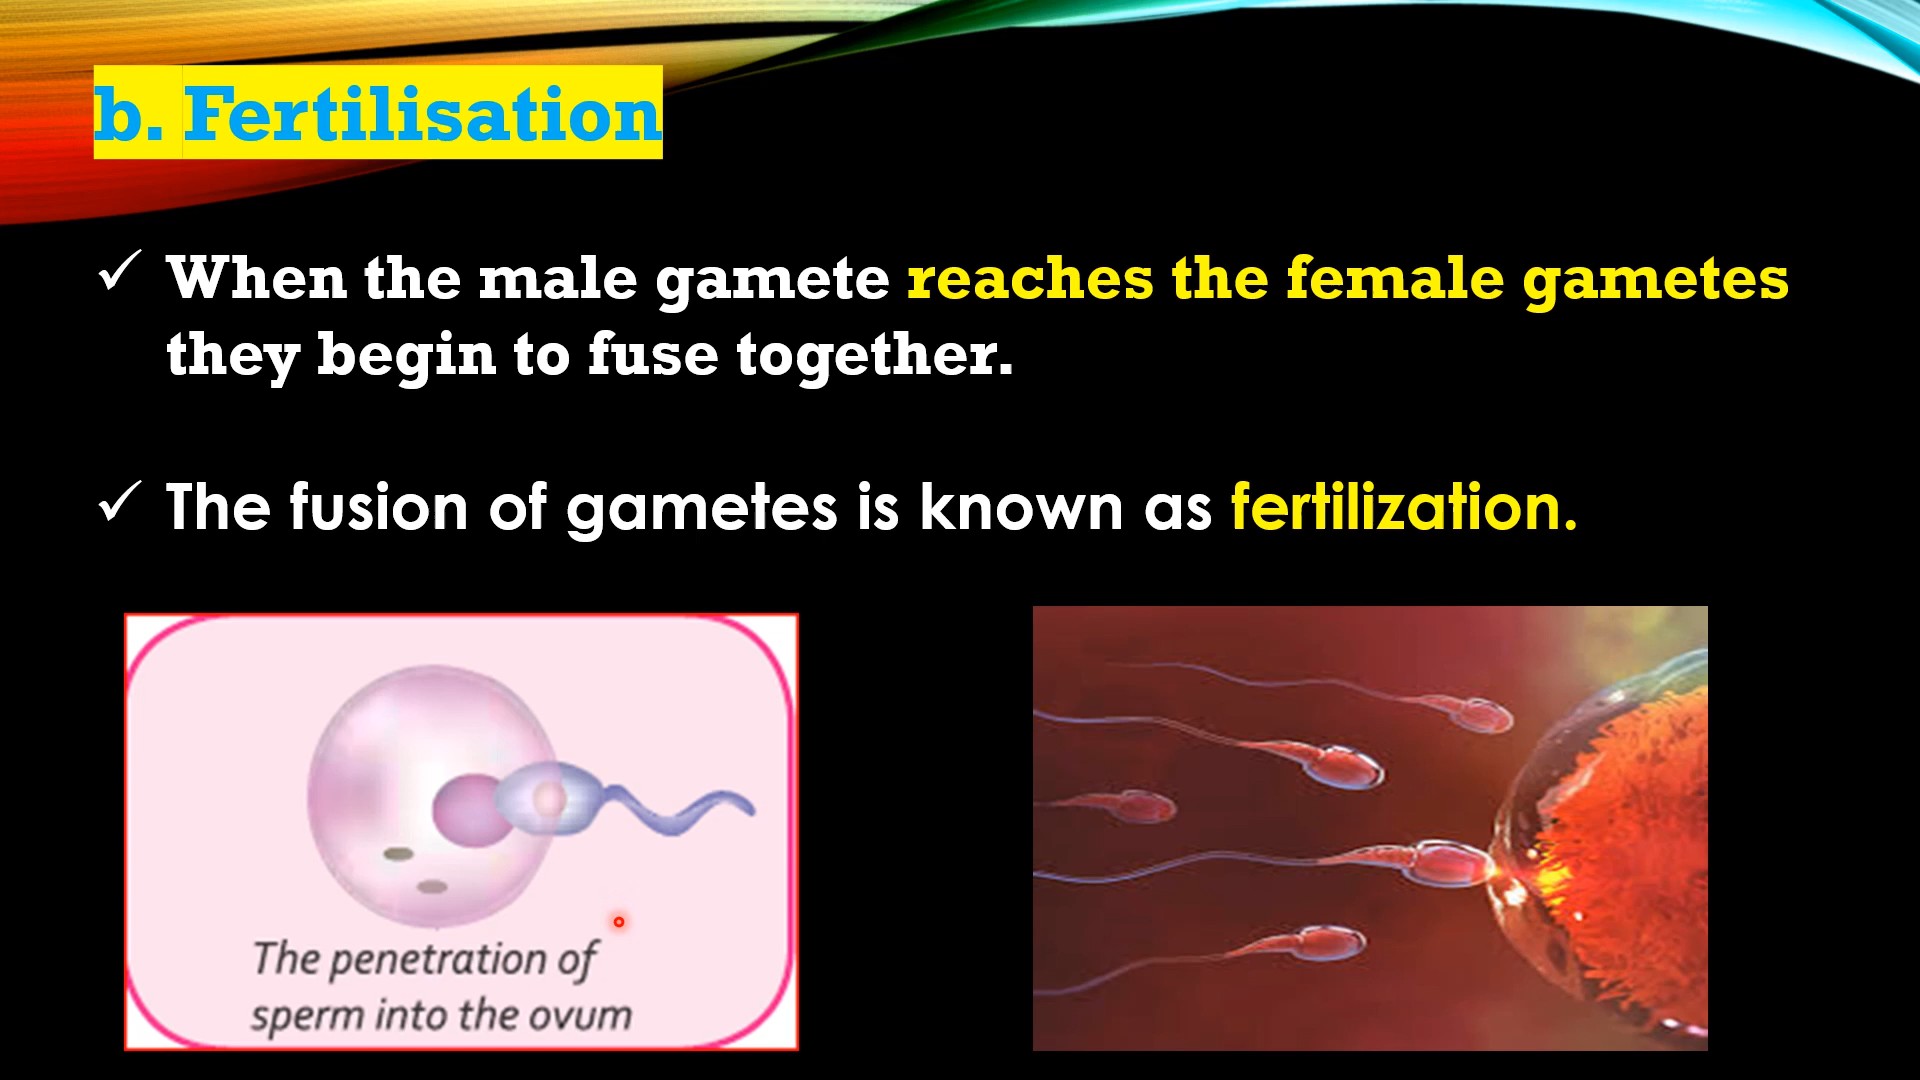 b. Fertilisation
✓ When the male gamete reaches the female gametes
they begin to fuse together.
✓ The fusion of gametes is known as fertilization.
The penetration of
sperm into the ovum